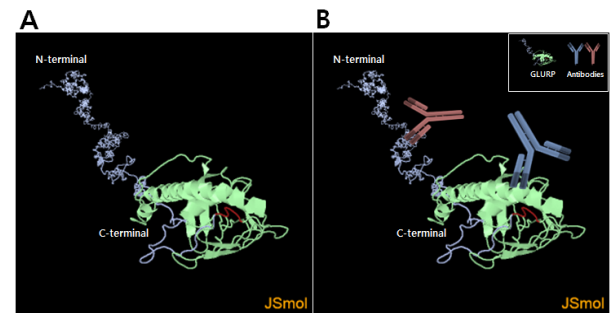 A
B
N-terminal
C-terminal
JSmol
N-terminal
GLURP
Antibodies
C-terminal
JSmol